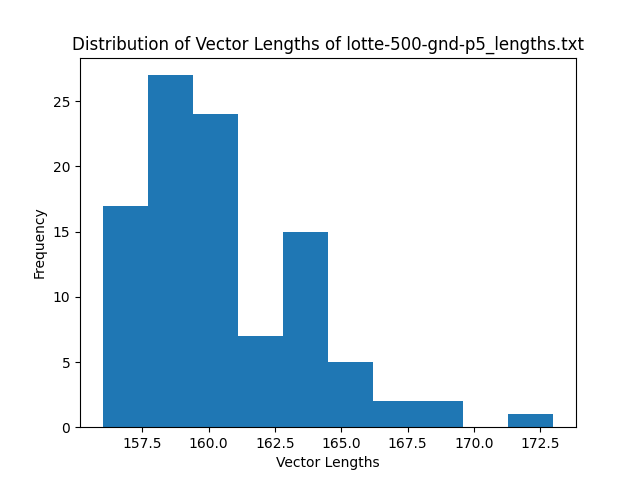 Distribution of Vector Lengths of lotte-500-gnd-p5_lengths.txt
Frequency
25
20
15
10
5
0
157.5 160.0 162.5 165.0 167.5 170.0 172.5
Vector Lengths